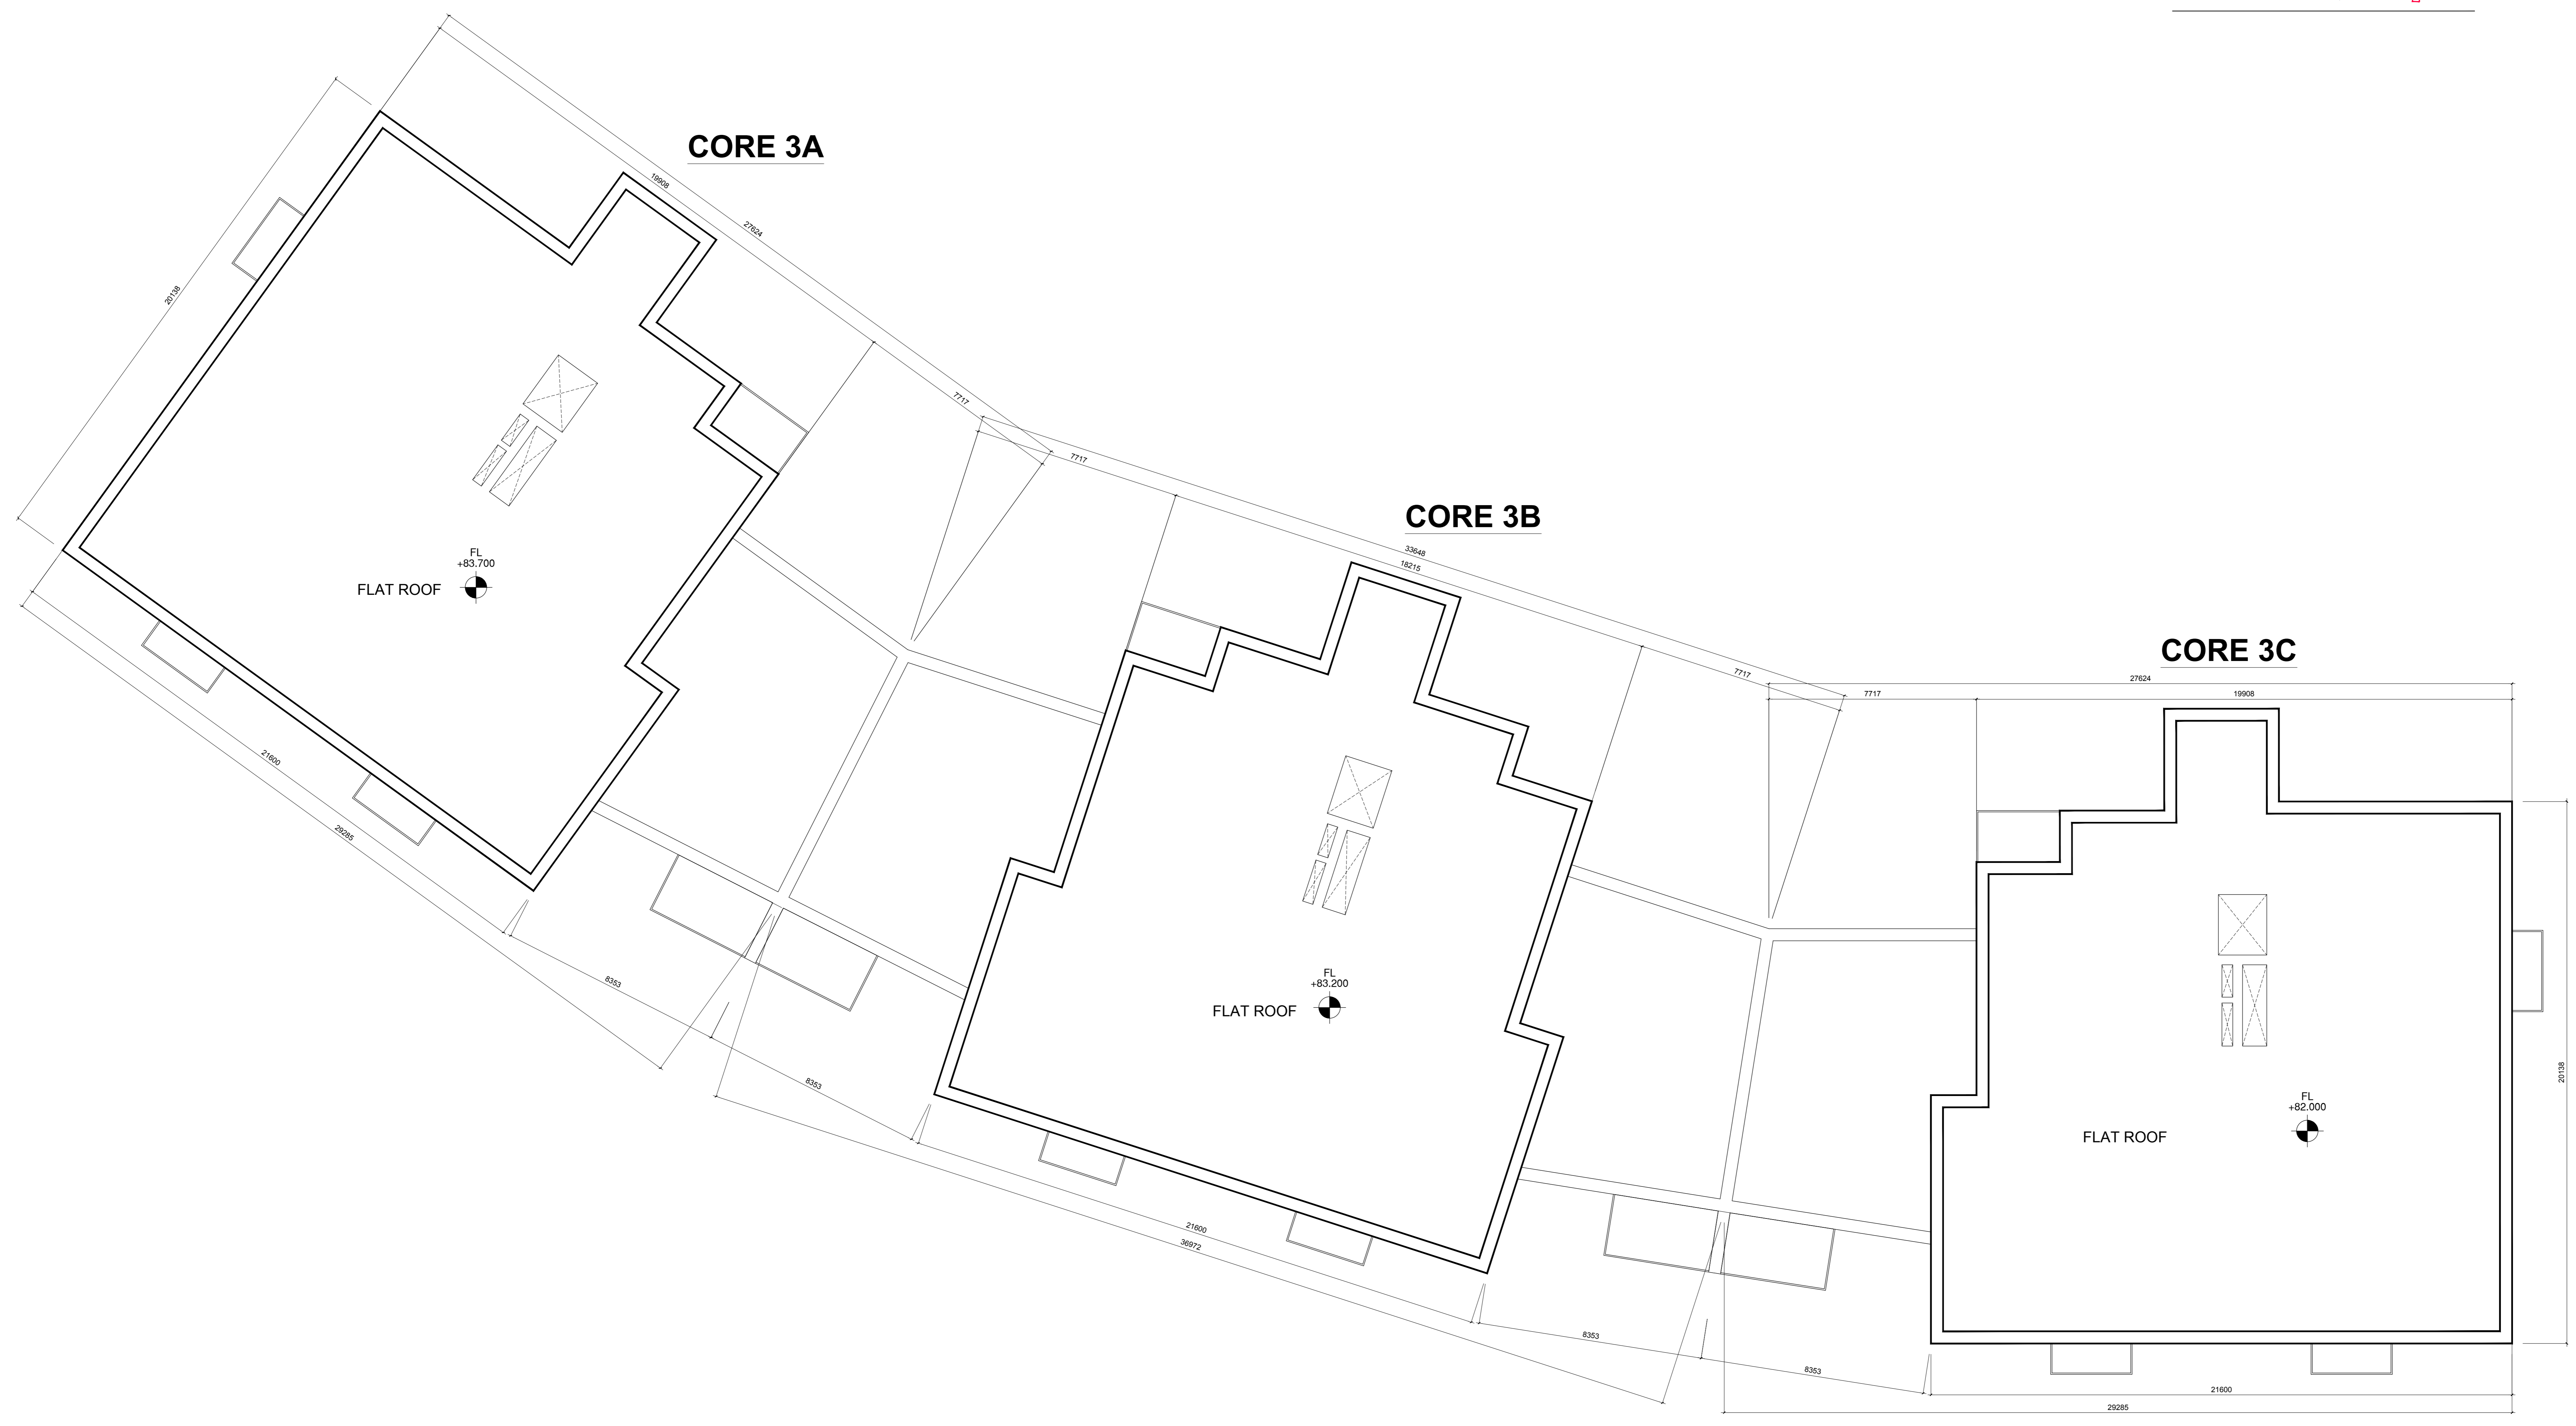 CORE 3A
19908
27624
20138
7717
7717
CORE 3B
33648
18215
FL
+83.700
FLAT ROOF
CORE 3C
7717
27624
7717
19908
21600
29285
8353
FL
+83.200
FLAT ROOF
20138
8353
FL
+82.000
FLAT ROOF
21600
36972
8353
8353
21600
29285